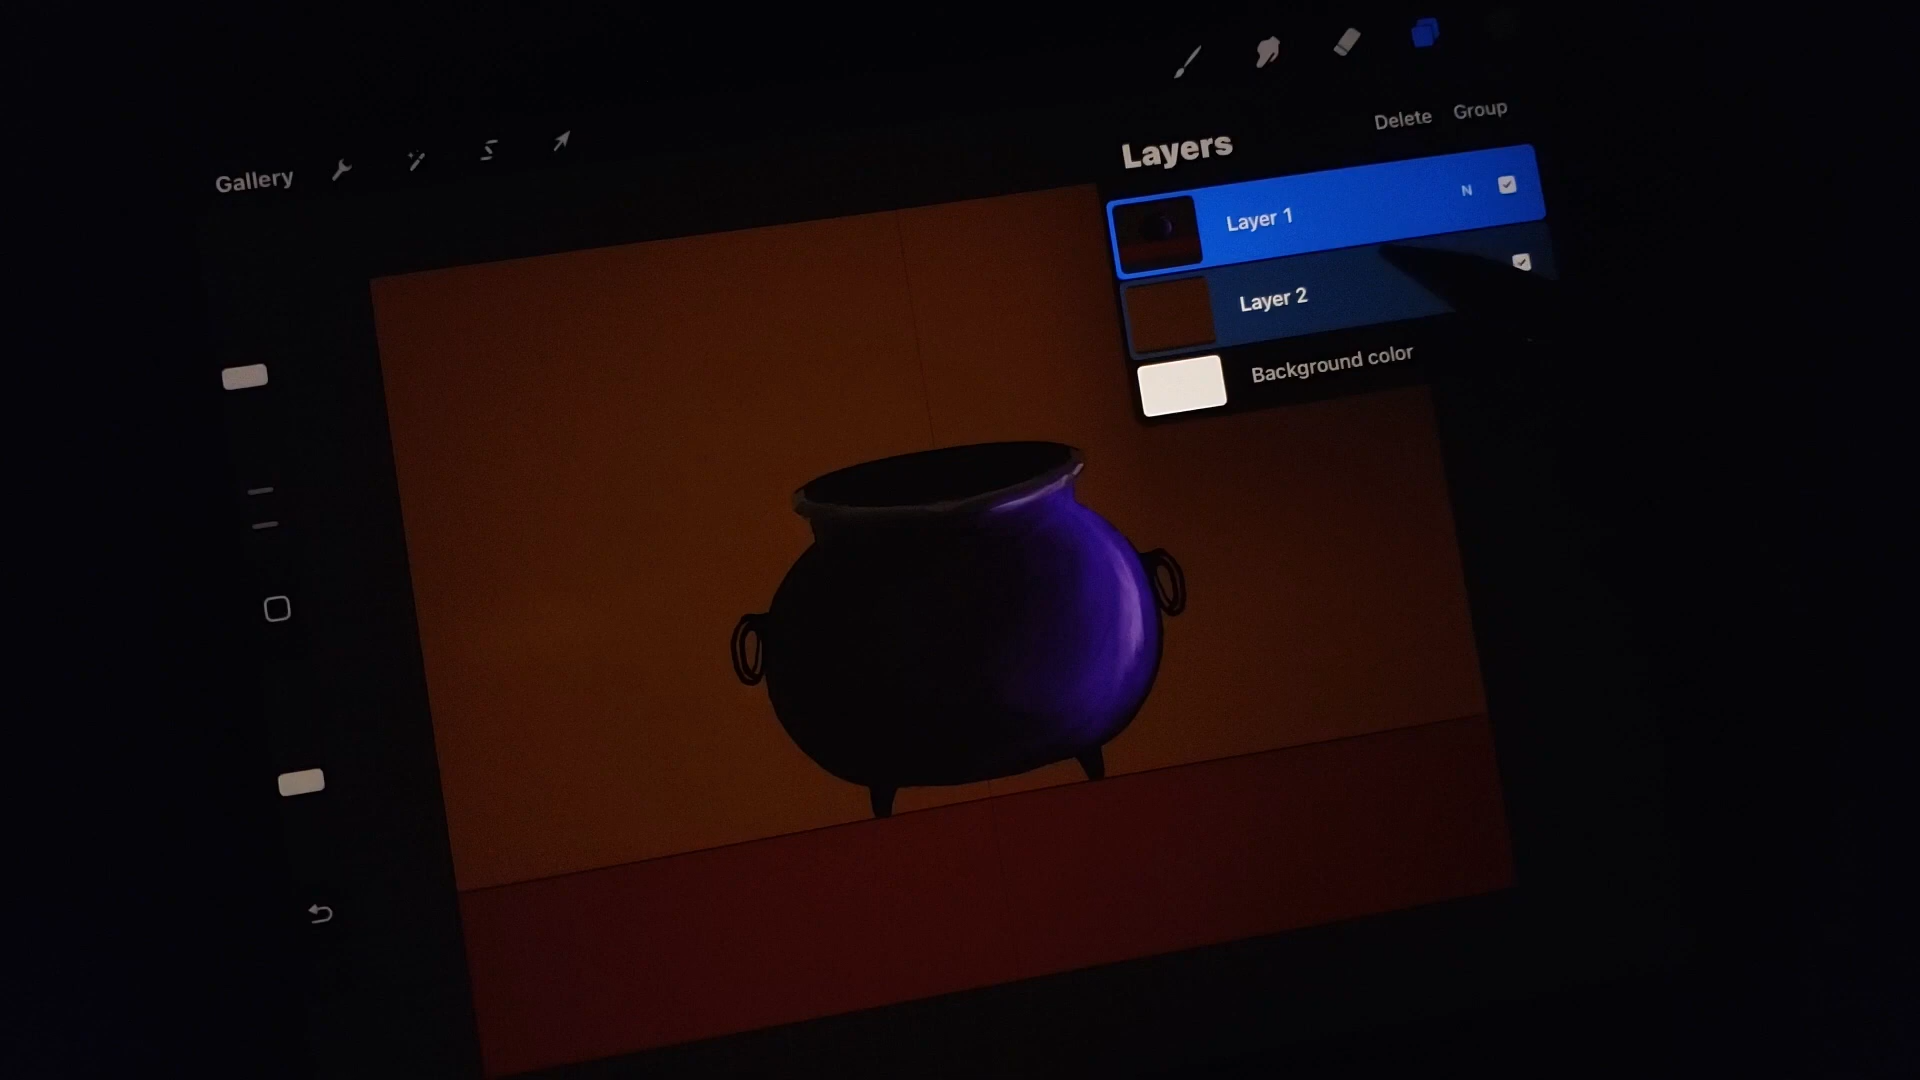 Gallery
Layers
Delete Group
Layer 1 N
Layer 2
Background color